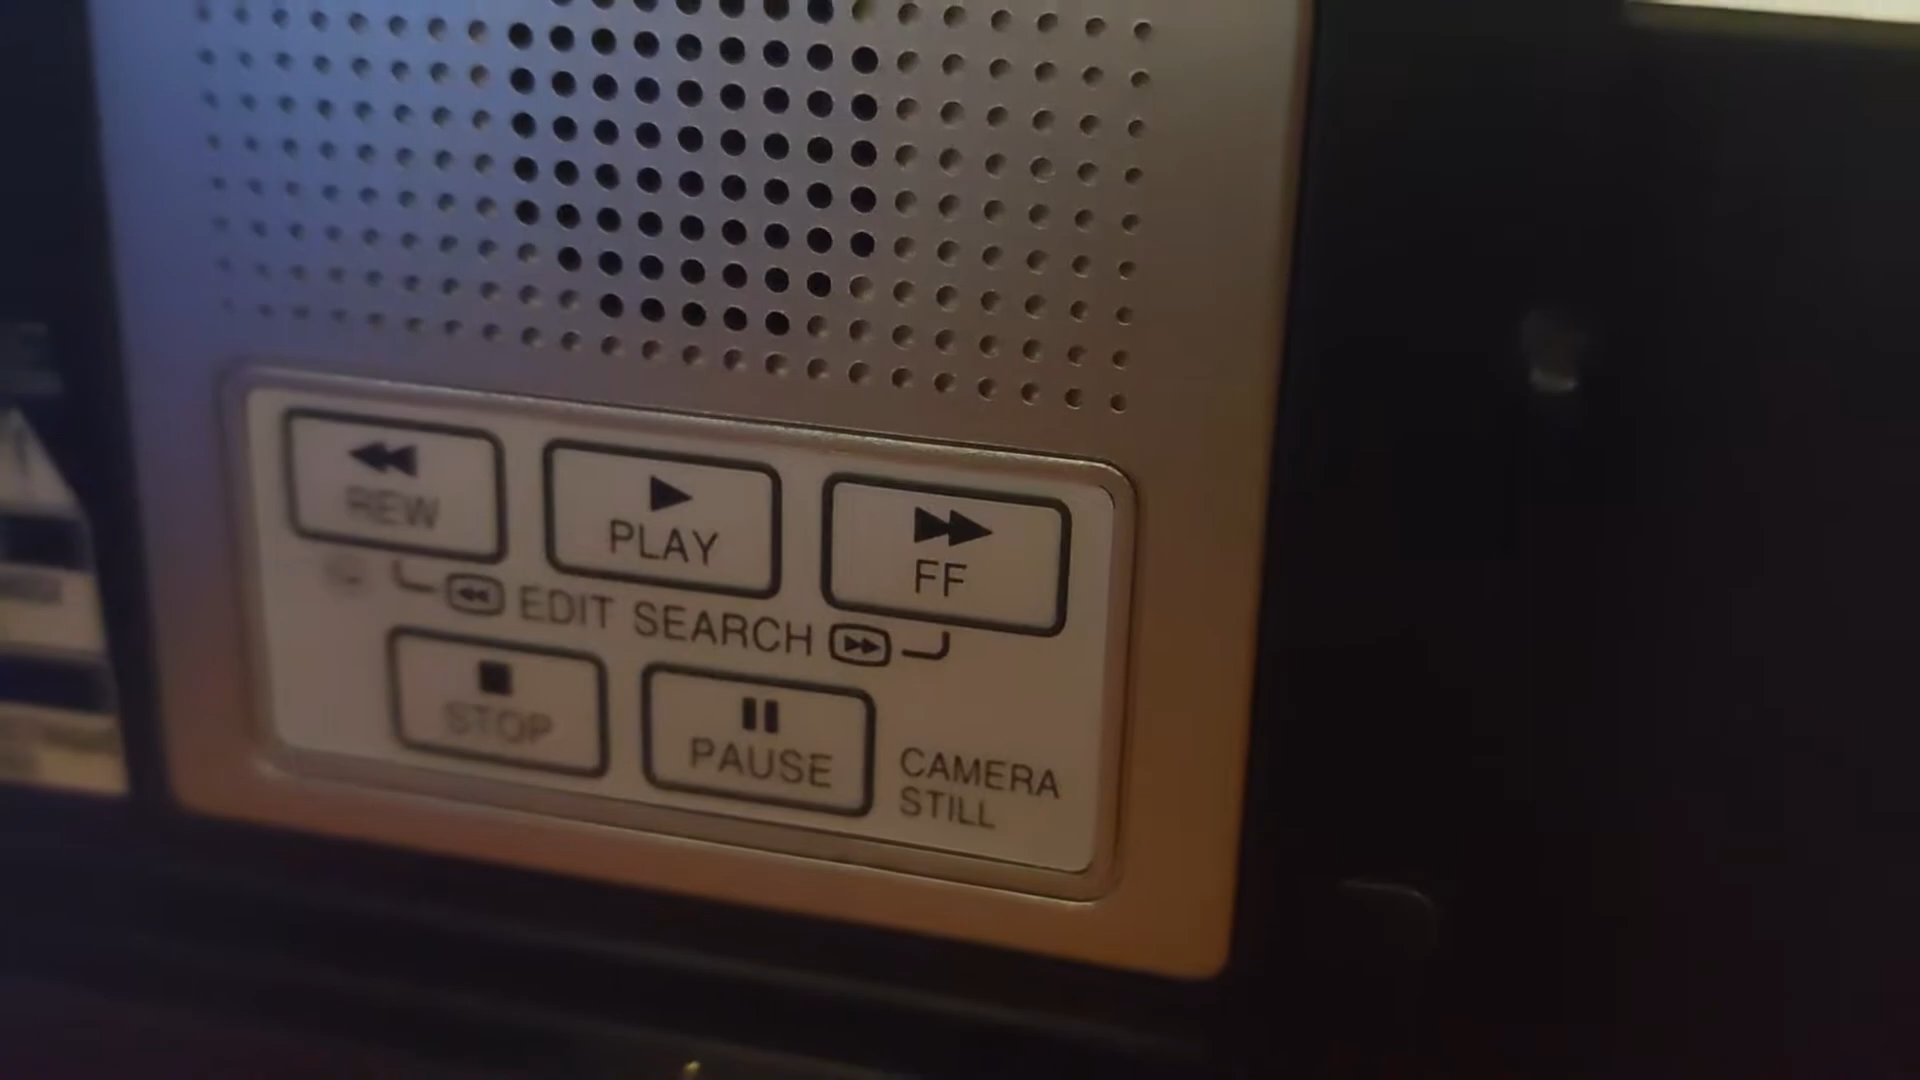 REW
PLAY
FF
EDIT SEARCH
STOP
PAUSE
CAMERA
STILL